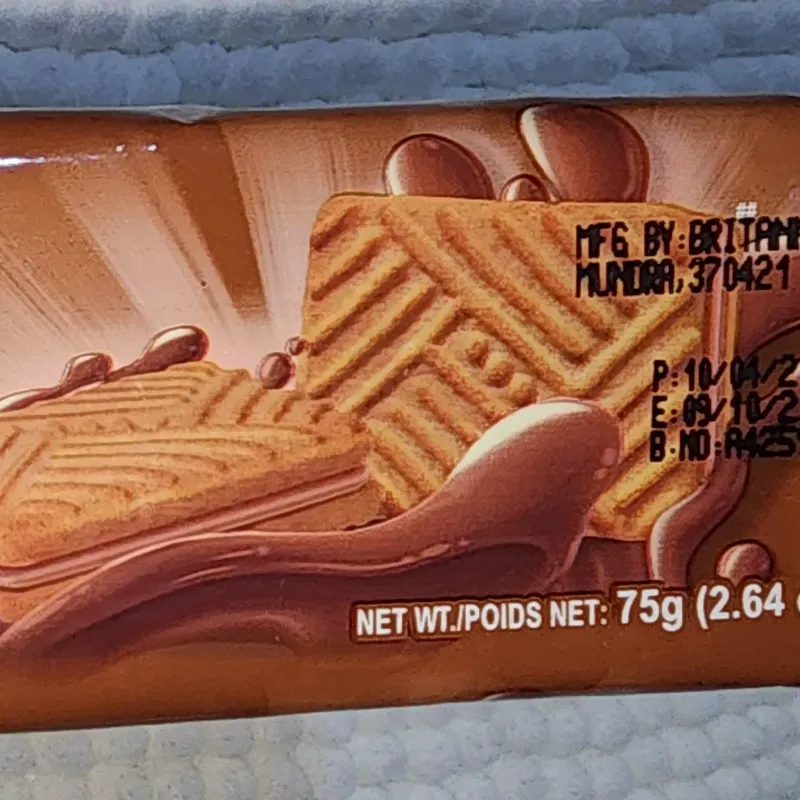 ##
MFG BY:BRITANN
MUNDRA,370421
P:10/04/2
E:09/10/2
B.NO:A425
NET WT./POIDS NET: 75g (2.64